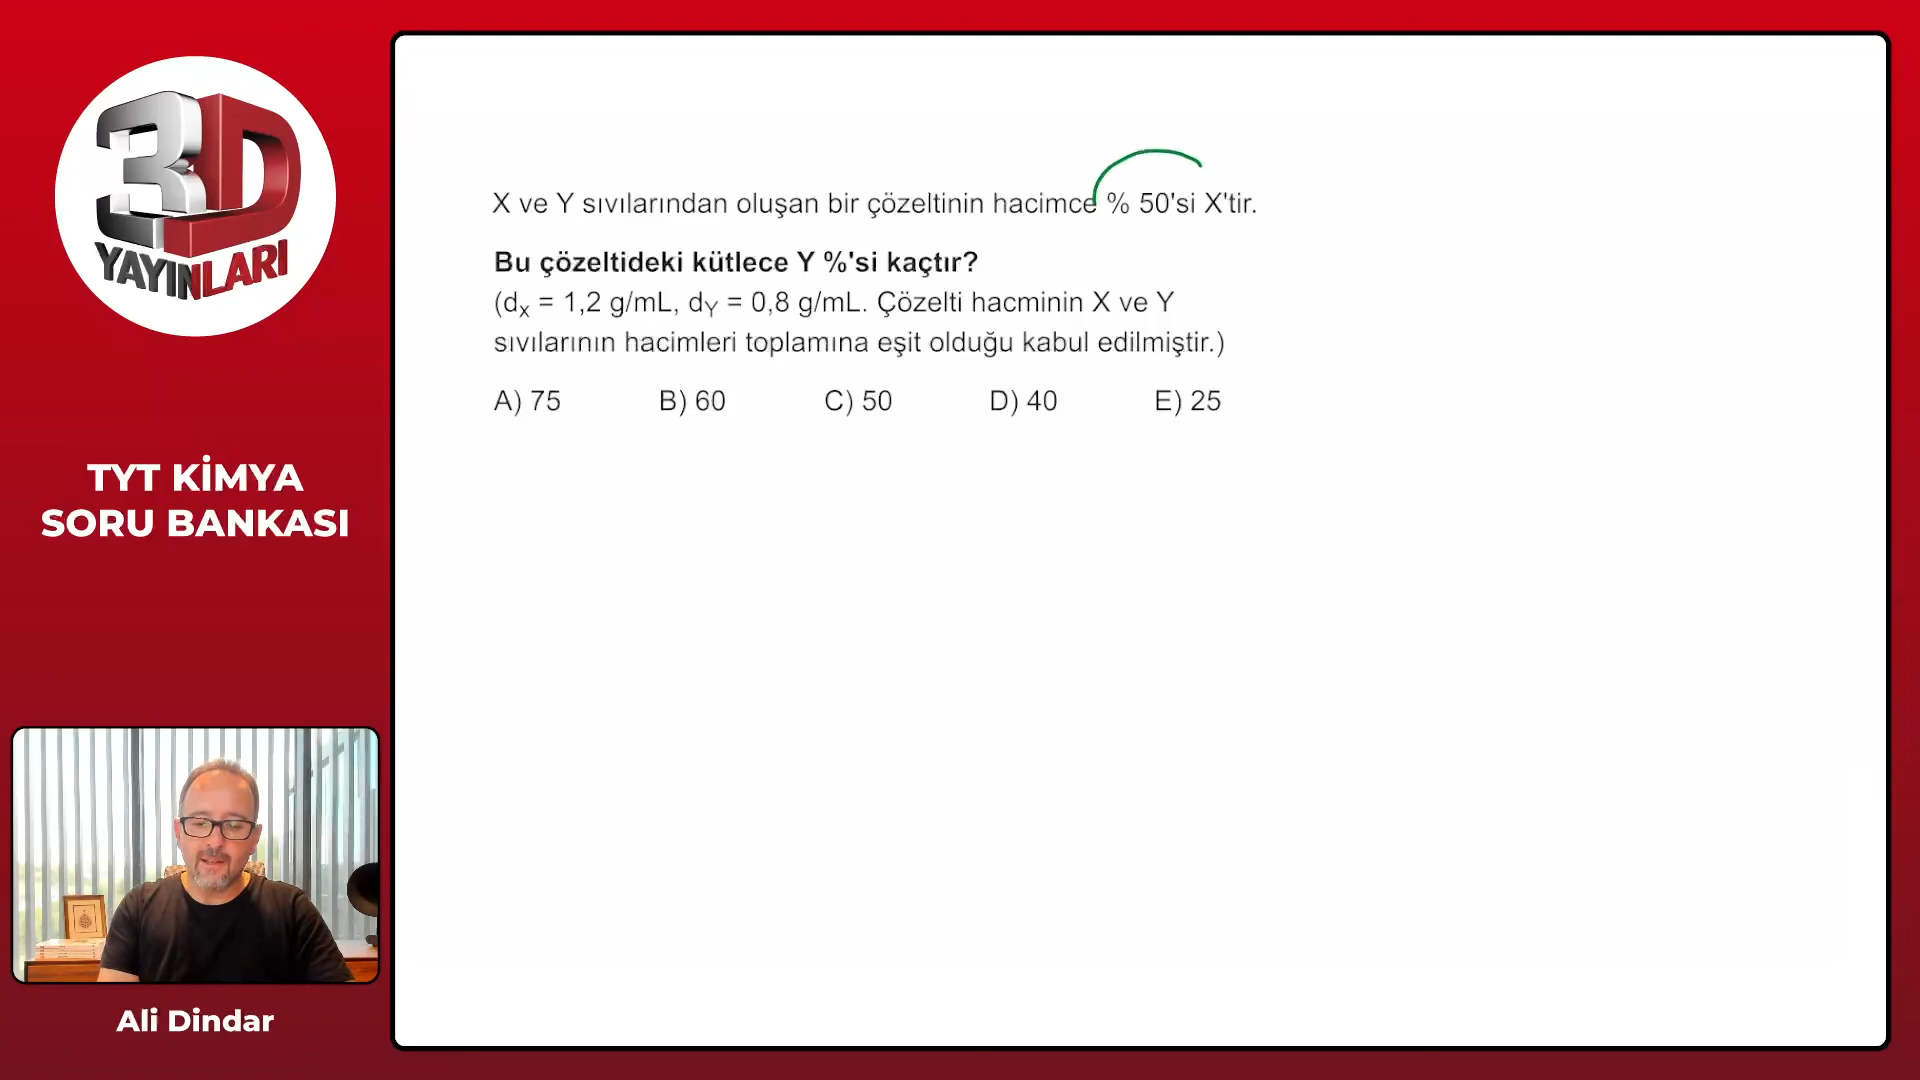 3D
YAYINLARI
TYT KİMYA
SORU BANKASI
Ali Dindar
X ve Y sıvılarından oluşan bir çözeltinin hacimce % 50'si X'tir.
Bu çözeltideki kütlece Y %'si kaçtır?
(dx = 1,2 g/mL, dY = 0,8 g/mL. Çözelti hacminin X ve Y
sıvılarının hacimleri toplamına eşit olduğu kabul edilmiştir.)
A) 75 B) 60 C) 50 D) 40 E) 25